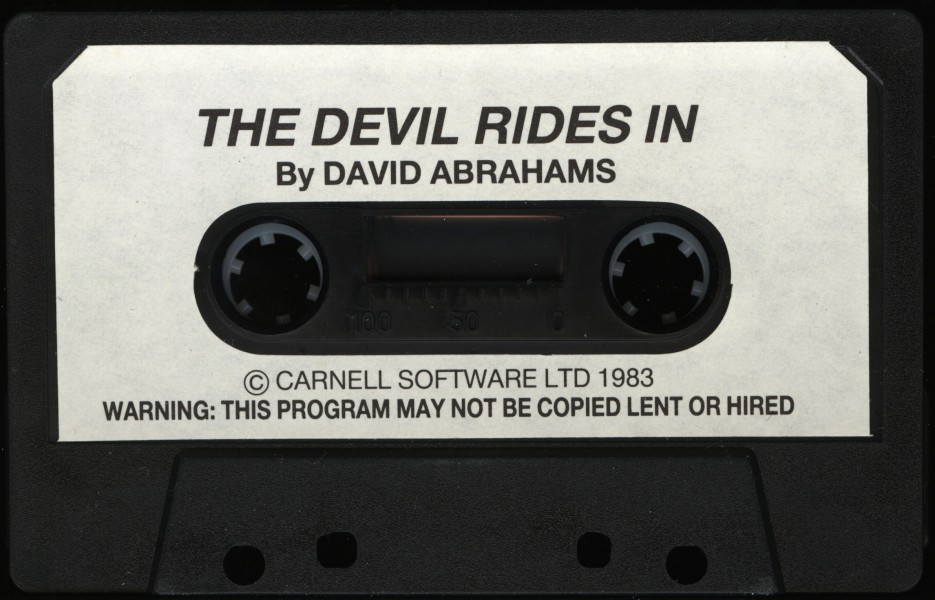 THE DEVIL RIDES IN
By DAVID ABRAHAMS
100 50 0
© CARNELL SOFTWARE LTD 1983
WARNING: THIS PROGRAM MAY NOT BE COPIED LENT OR HIRED